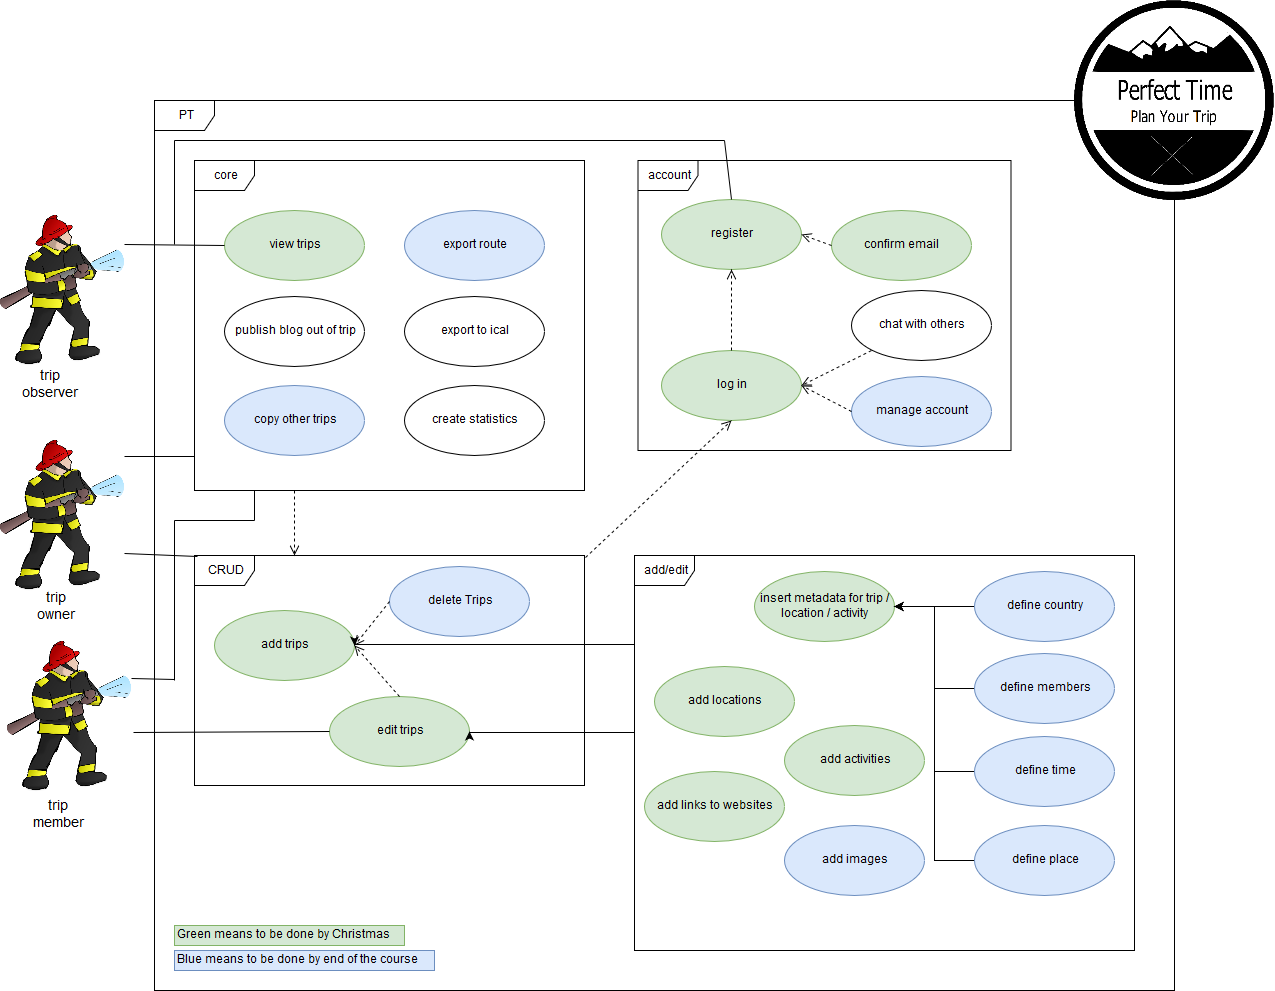 Perfect Time
Plan Your Trip
PT
core
view trips
export route
publish blog out of trip
export to ical
copy other trips
create statistics
account
register
confirm email
chat with others
log in
manage account
trip
observer
trip
owner
trip
member
CRUD
delete Trips
add trips
edit trips
add/edit
insert metadata for trip /
location / activity
define country
add locations
define members
add activities
define time
add links to websites
add images
define place
Green means to be done by Christmas
Blue means to be done by end of the course